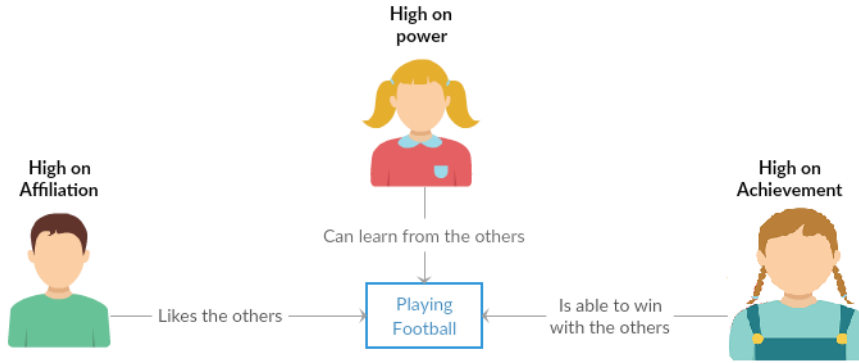 High on
power
High on
Affiliation
High on
Achievement
Can learn from the others
Likes the others
Playing
Football
Is able to win
with the others